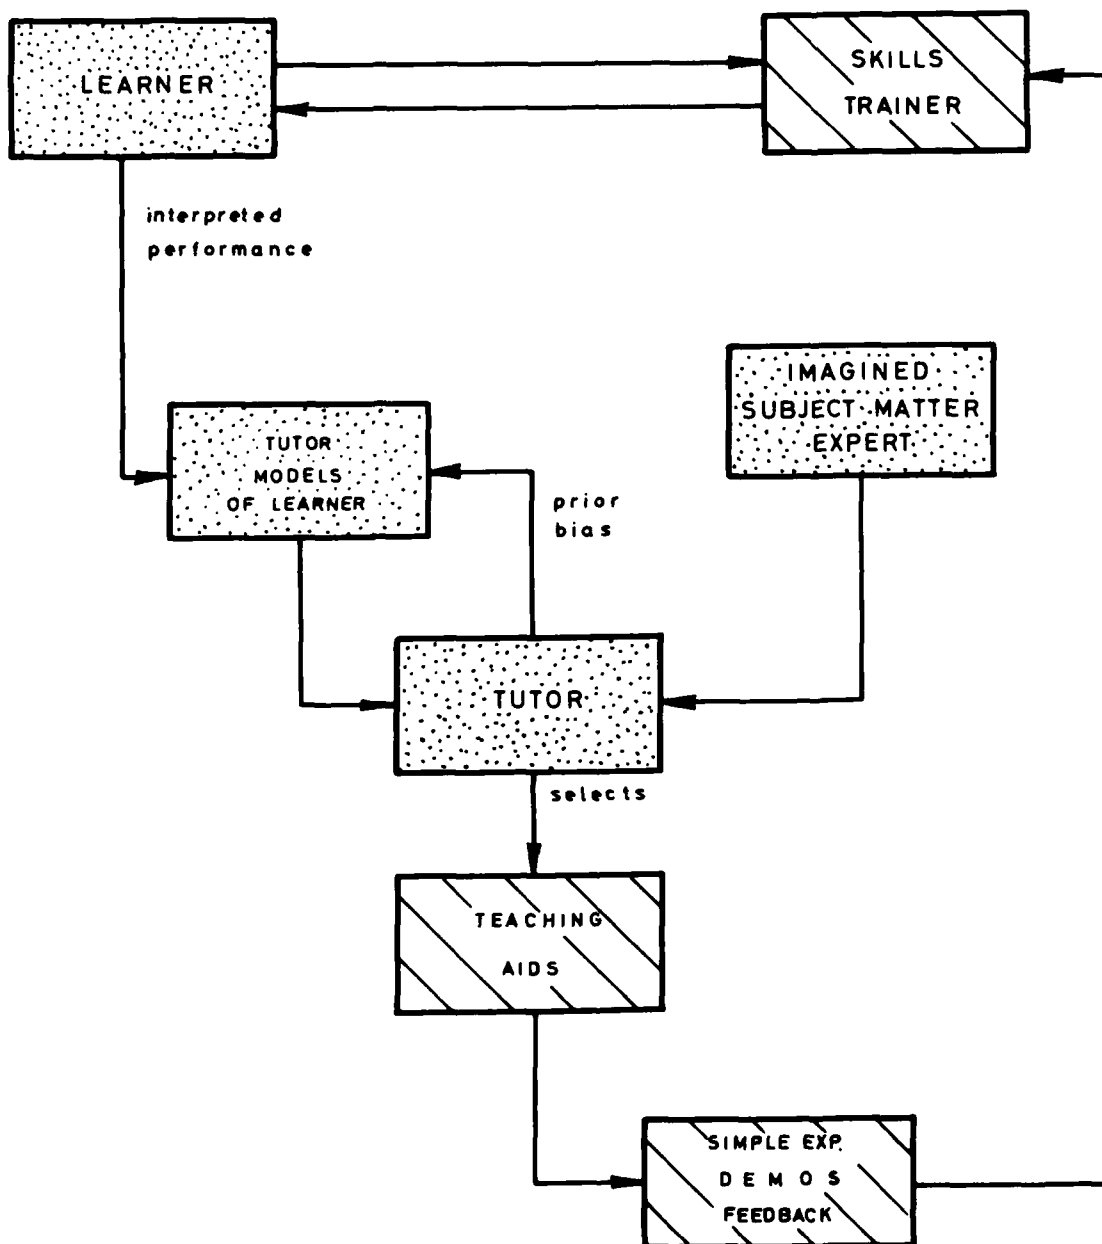 LEARNER
SKILLS
TRAINER
interpreted
performance
IMAGINED
SUBJECT MATTER
EXPERT
TUTOR
MODELS
OF LEARNER
prior
bias
TUTOR
selects
TEACHING
AIDS
SIMPLE EXP.
DEMOS
FEEDBACK